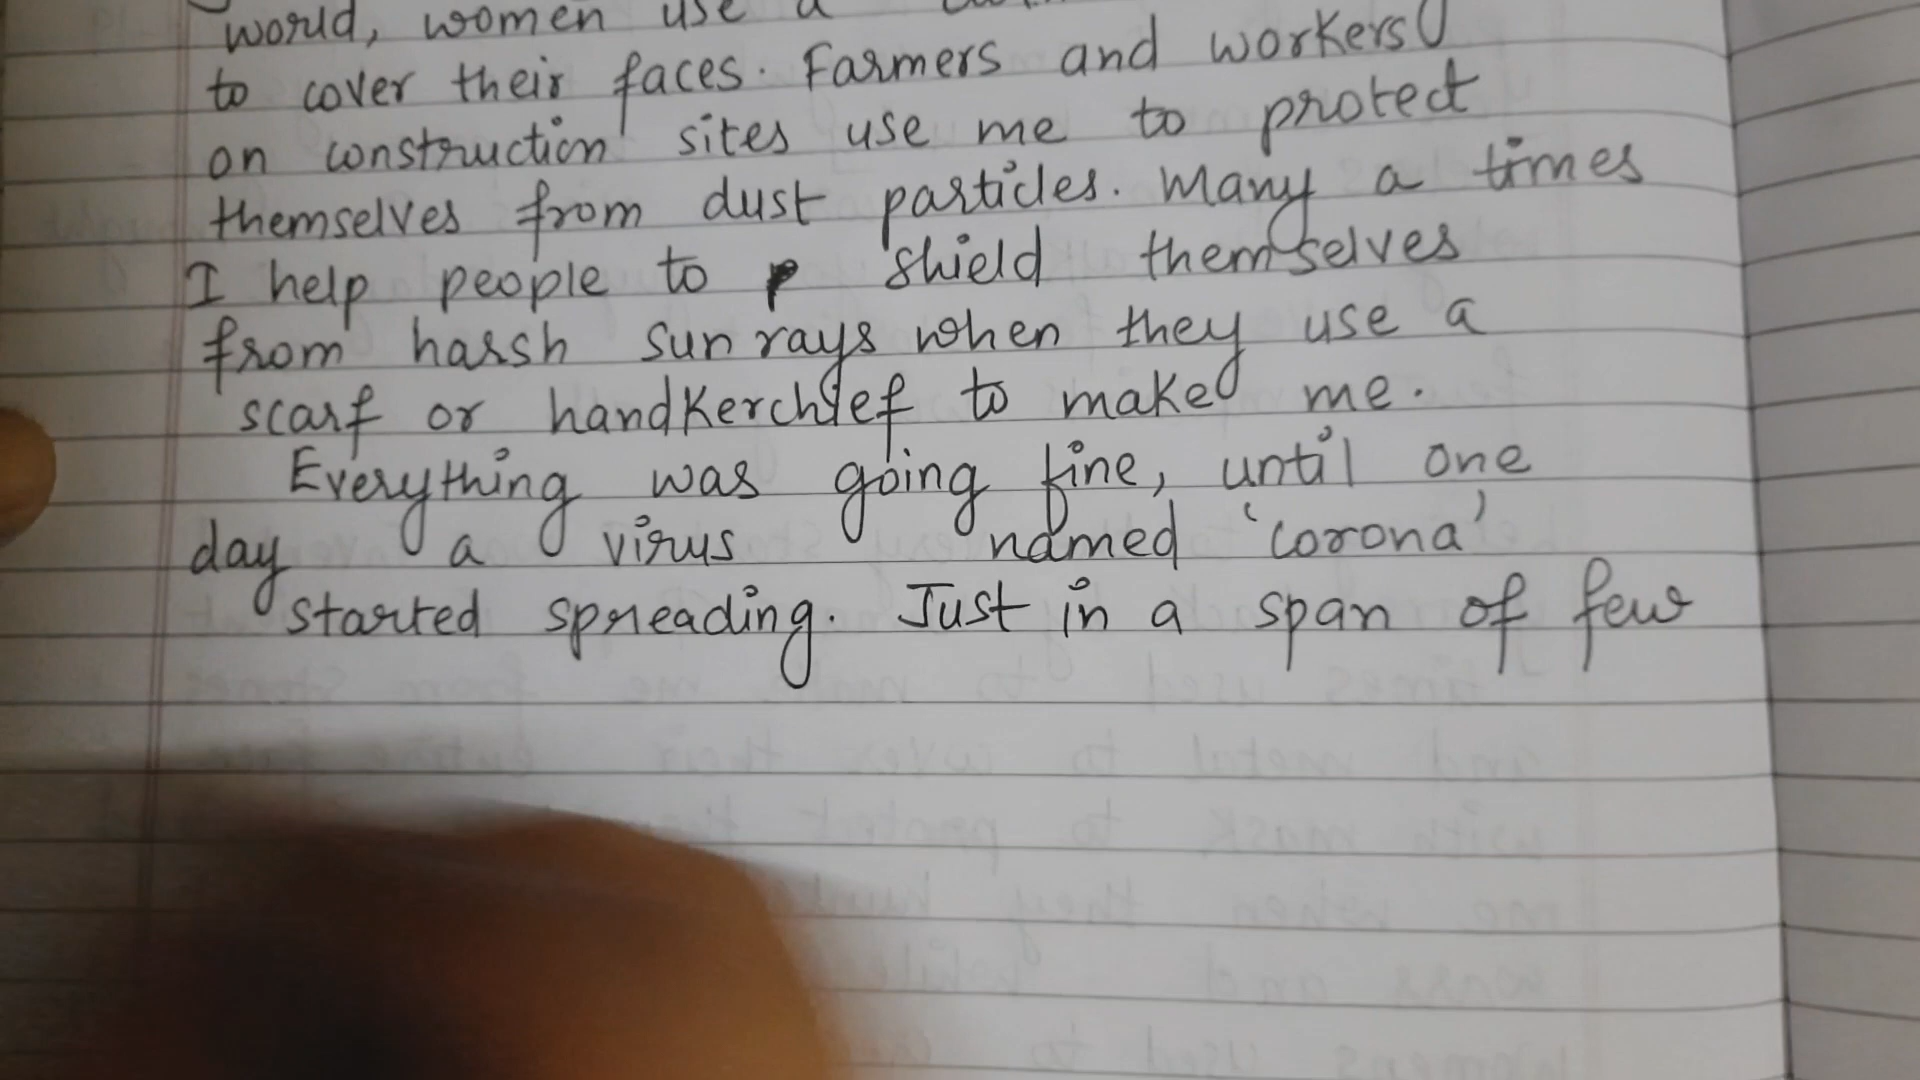 world, women use a
to cover their faces. Farmers and workers
on construction sites use me to protect
themselves from dust particles. Many a times
I help people to shield themselves
from harsh sun rays when they use a
scarf or handkerchief to make me.
Everything was going fine, until one
day a virus named 'corona'
started spreading. Just in a span of few